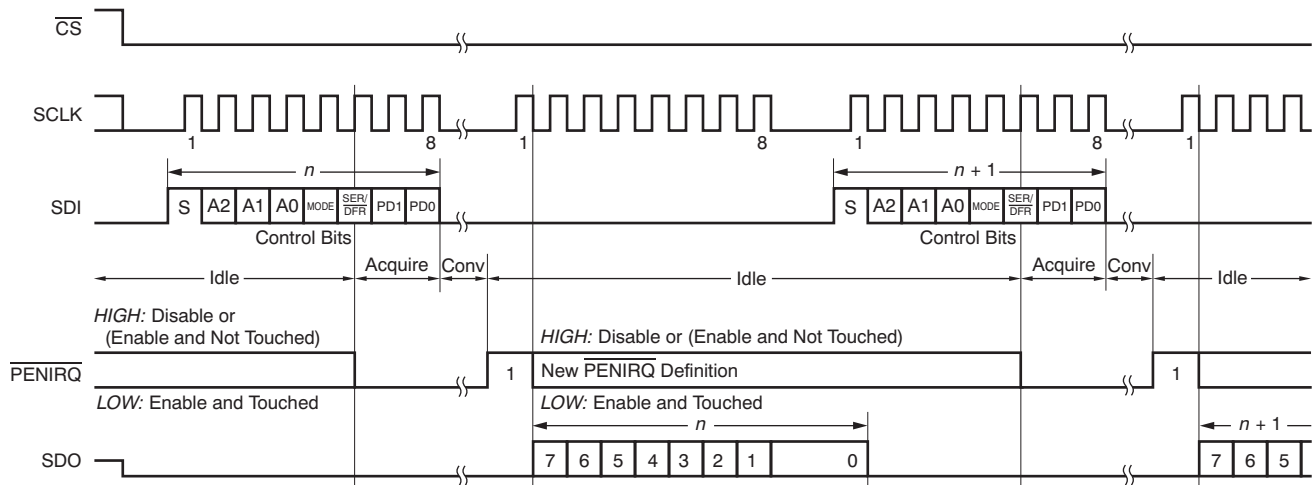 CS
SCLK
1 8 1 8 1 8 1
n n + 1
SDI S A2 A1 A0 MODE SER/DFR PD1 PD0 S A2 A1 A0 MODE SER/DFR PD1 PD0
Control Bits Control Bits
Idle Acquire Conv Idle Acquire Conv Idle
HIGH: Disable or
(Enable and Not Touched)
HIGH: Disable or (Enable and Not Touched)
PENIRQ 1 New PENIRQ Definition 1
LOW: Enable and Touched LOW: Enable and Touched
n n + 1
SDO 7 6 5 4 3 2 1 0 7 6 5